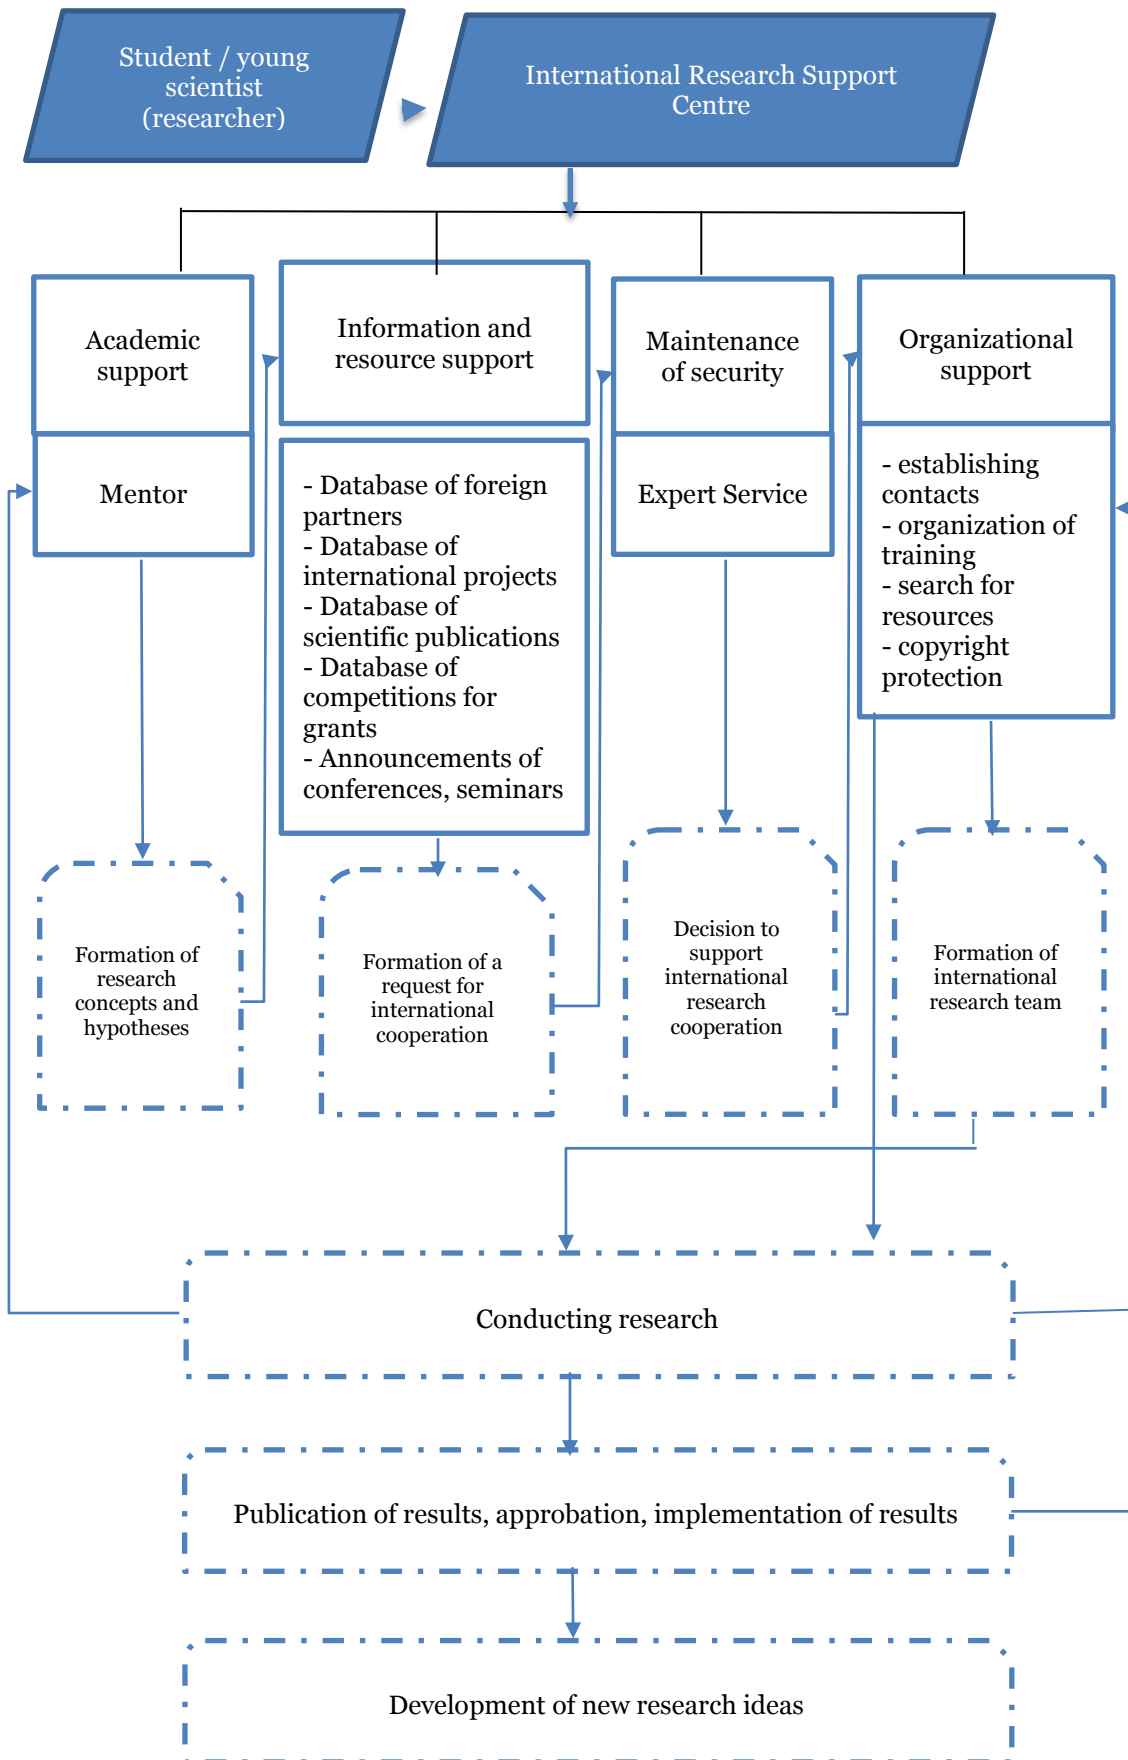 Student / young
scientist
(researcher)
International Research Support
Centre
Academic
support
Information and
resource support
Maintenance
of security
Organizational
support
Mentor
- Database of foreign
partners
- Database of
international projects
- Database of
scientific publications
- Database of
competitions for
grants
- Announcements of
conferences, seminars
Expert Service
- establishing
contacts
- organization of
training
- search for
resources
- copyright
protection
Formation of
research
concepts and
hypotheses
Formation of a
request for
international
cooperation
Decision to
support
international
research
cooperation
Formation of
international
research team
Conducting research
Publication of results, approbation, implementation of results
Development of new research ideas